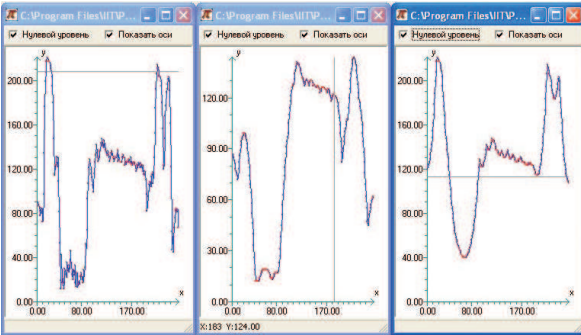 C:\Program Files\IIT\P...
Нулевой уровень Показать оси
y
200.00
160.00
120.00
80.00
40.00
0.00
0.00 80.00 170.00
x
C:\Program Files\IIT\P...
Нулевой уровень Показать оси
y
120.00
90.00
60.00
30.00
0.00
0.00 80.00 170.00
x
X:183 Y:124.00
C:\Program Files\IIT\P...
Нулевой уровень Показать оси
y
200.00
160.00
120.00
80.00
40.00
0.00
0.00 80.00 170.00
x